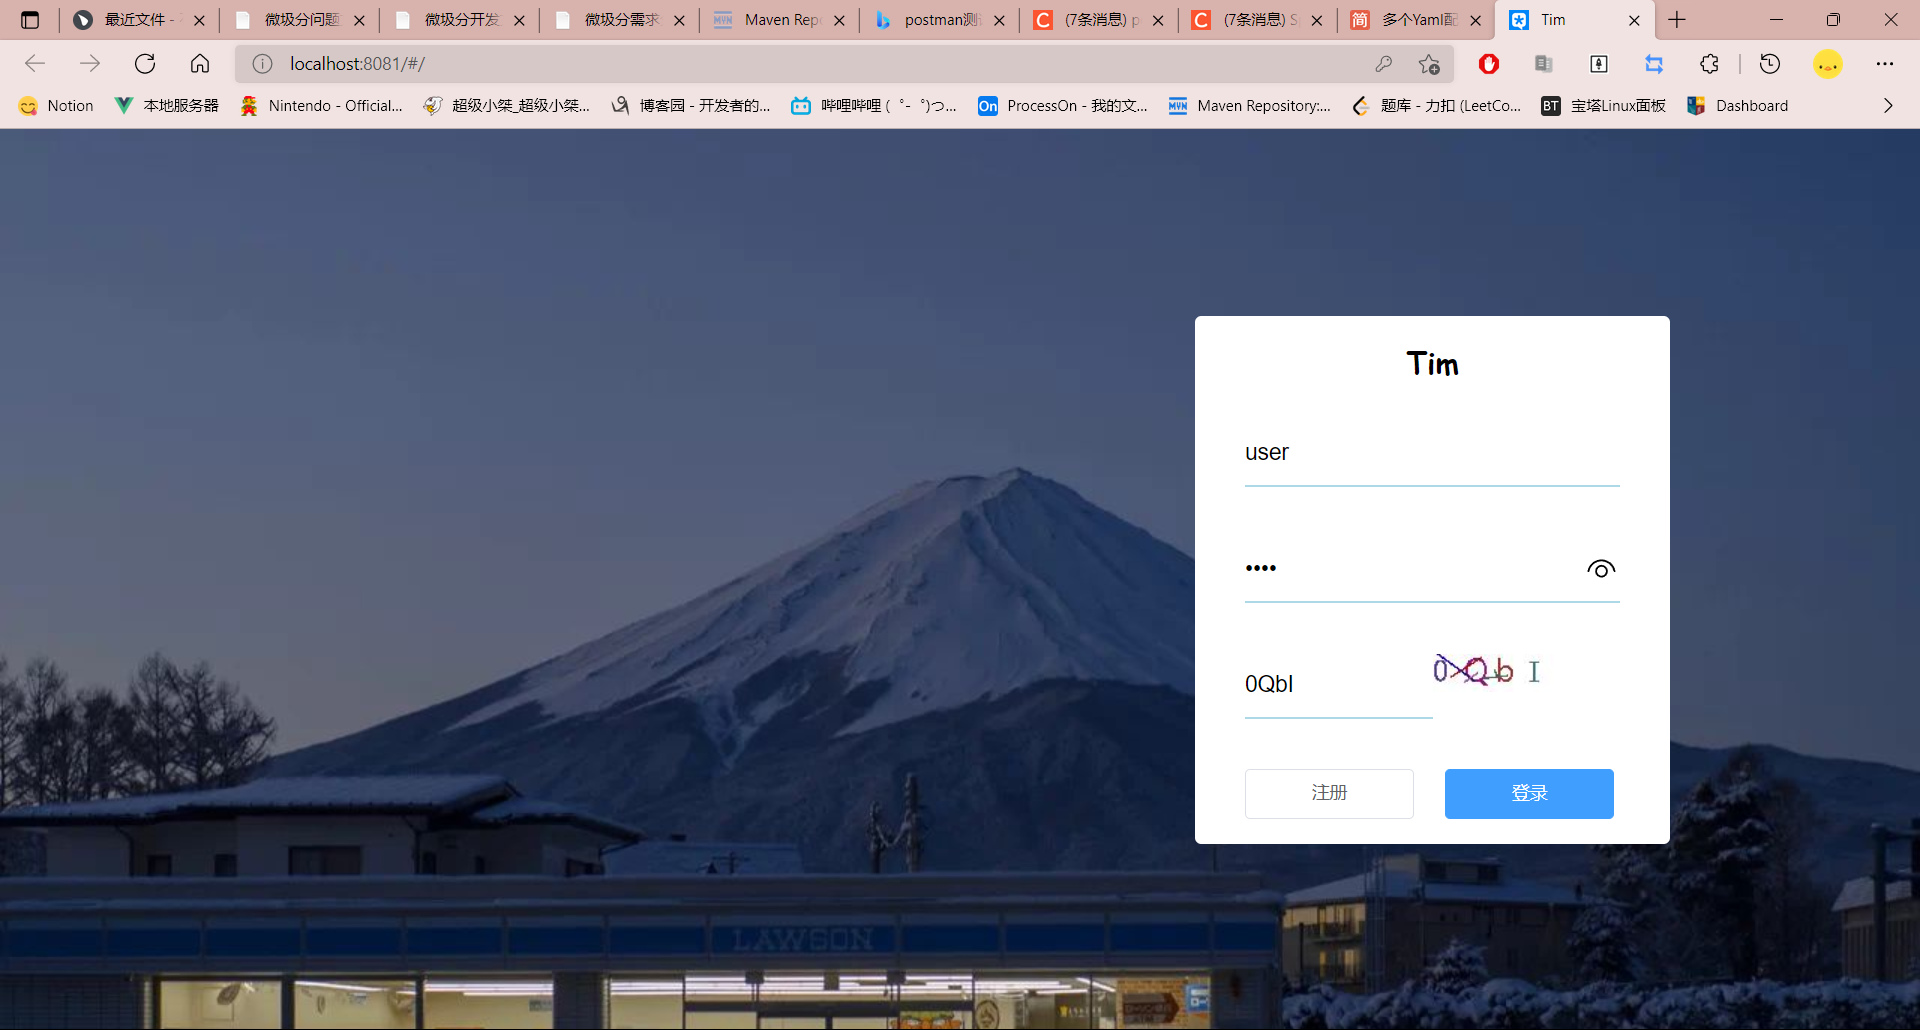 最近文件 -
微圾分问题
微圾分开发
微圾分需求
Maven Repo
postman测
(7条消息) p
(7条消息) S
多个Yaml配
Tim
localhost:8081/#/
Notion
本地服务器
Nintendo - Official...
超级小桀_超级小桀...
博客园 - 开发者的...
哔哩哔哩 (゜-゜)つ...
ProcessOn - 我的文...
Maven Repository:...
题库 - 力扣 (LeetCo...
宝塔Linux面板
Dashboard
Tim
user
••••
0QbI
0Qb I
注册
登录
LAWSON